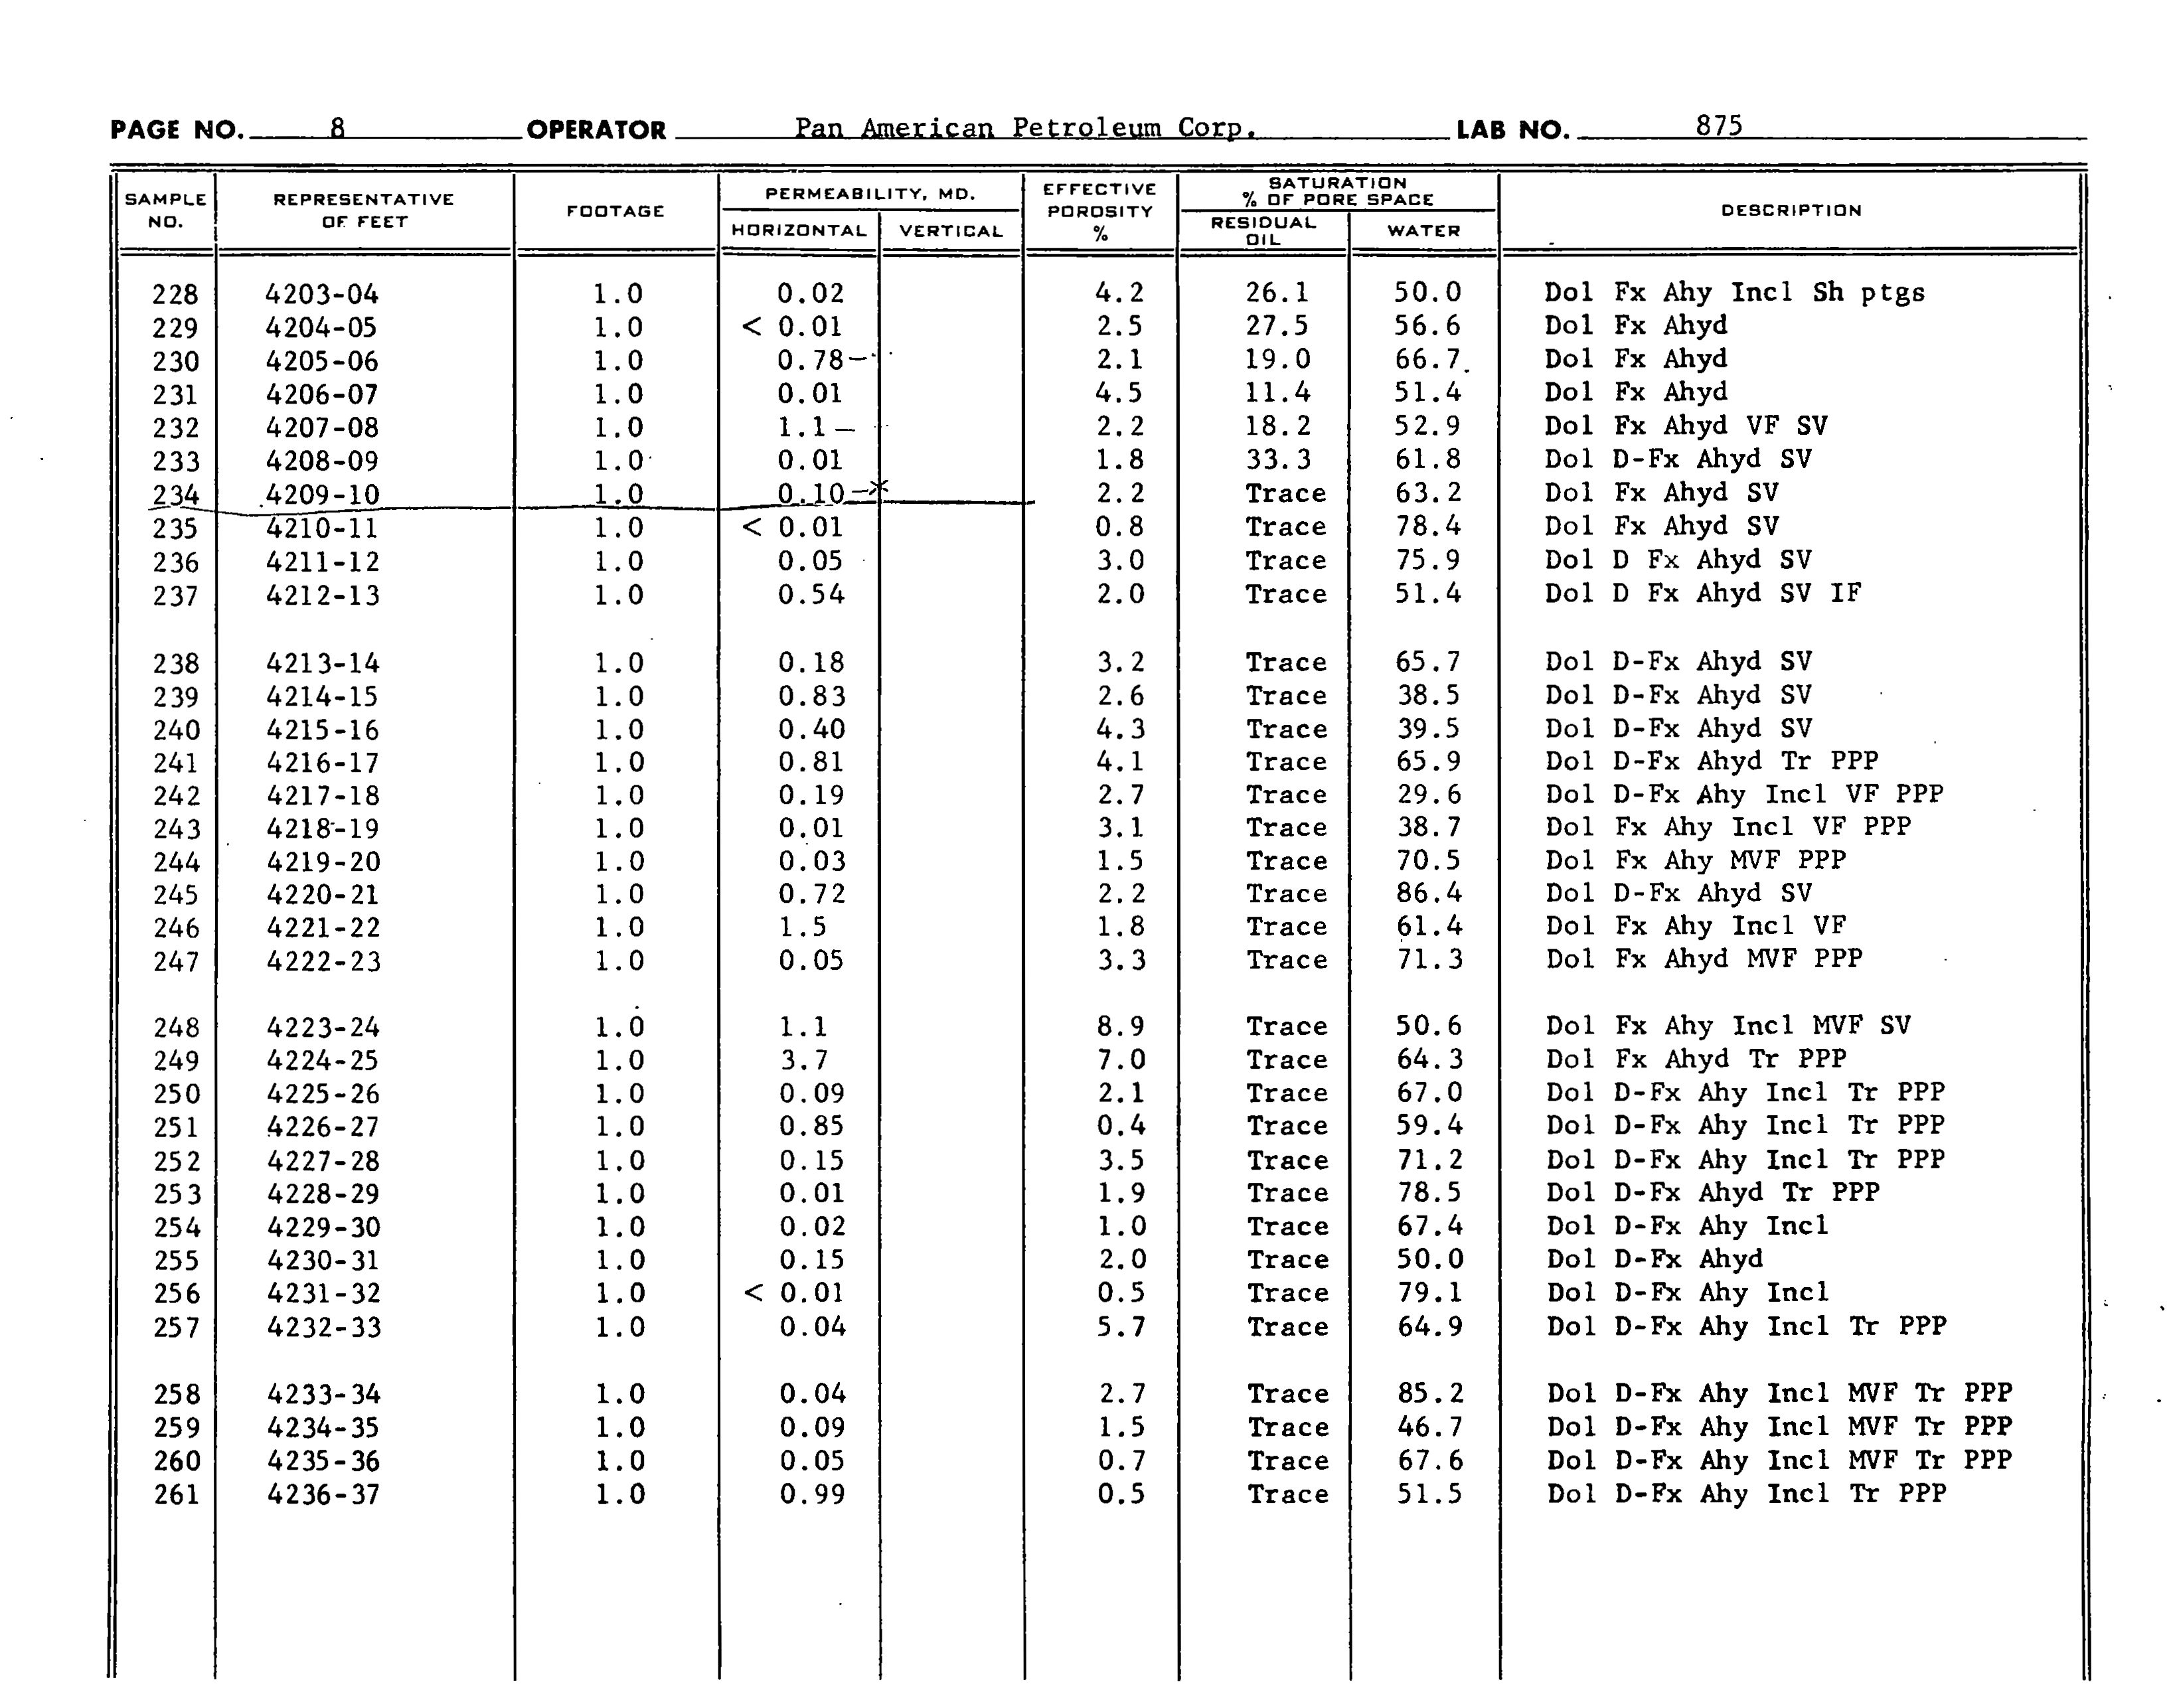 PAGE NO. 8 OPERATOR Pan American Petroleum Corp. LAB NO. 875
SAMPLE NO. REPRESENTATIVE OF FEET FOOTAGE PERMEABILITY, MD. HORIZONTAL VERTICAL EFFECTIVE POROSITY % SATURATION % OF PORE SPACE RESIDUAL OIL WATER DESCRIPTION
228 4203-04 1.0 0.02 4.2 26.1 50.0 Dol Fx Ahy Incl Sh ptgs
229 4204-05 1.0 < 0.01 2.5 27.5 56.6 Dol Fx Ahyd
230 4205-06 1.0 0.78- 2.1 19.0 66.7 Dol Fx Ahyd
231 4206-07 1.0 0.01 4.5 11.4 51.4 Dol Fx Ahyd
232 4207-08 1.0 1.1- 2.2 18.2 52.9 Dol Fx Ahyd VF SV
233 4208-09 1.0 0.01 1.8 33.3 61.8 Dol D-Fx Ahyd SV
234 4209-10 1.0 0.10-* 2.2 Trace 63.2 Dol Fx Ahyd SV
235 4210-11 1.0 < 0.01 0.8 Trace 78.4 Dol Fx Ahyd SV
236 4211-12 1.0 0.05 3.0 Trace 75.9 Dol D Fx Ahyd SV
237 4212-13 1.0 0.54 2.0 Trace 51.4 Dol D Fx Ahyd SV IF
238 4213-14 1.0 0.18 3.2 Trace 65.7 Dol D-Fx Ahyd SV
239 4214-15 1.0 0.83 2.6 Trace 38.5 Dol D-Fx Ahyd SV
240 4215-16 1.0 0.40 4.3 Trace 39.5 Dol D-Fx Ahyd SV
241 4216-17 1.0 0.81 4.1 Trace 65.9 Dol D-Fx Ahyd Tr PPP
242 4217-18 1.0 0.19 2.7 Trace 29.6 Dol D-Fx Ahy Incl VF PPP
243 4218-19 1.0 0.01 3.1 Trace 38.7 Dol Fx Ahy Incl VF PPP
244 4219-20 1.0 0.03 1.5 Trace 70.5 Dol Fx Ahy MVF PPP
245 4220-21 1.0 0.72 2.2 Trace 86.4 Dol D-Fx Ahyd SV
246 4221-22 1.0 1.5 1.8 Trace 61.4 Dol Fx Ahy Incl VF
247 4222-23 1.0 0.05 3.3 Trace 71.3 Dol Fx Ahyd MVF PPP
248 4223-24 1.0 1.1 8.9 Trace 50.6 Dol Fx Ahy Incl MVF SV
249 4224-25 1.0 3.7 7.0 Trace 64.3 Dol Fx Ahyd Tr PPP
250 4225-26 1.0 0.09 2.1 Trace 67.0 Dol D-Fx Ahy Incl Tr PPP
251 4226-27 1.0 0.85 0.4 Trace 59.4 Dol D-Fx Ahy Incl Tr PPP
252 4227-28 1.0 0.15 3.5 Trace 71.2 Dol D-Fx Ahy Incl Tr PPP
253 4228-29 1.0 0.01 1.9 Trace 78.5 Dol D-Fx Ahyd Tr PPP
254 4229-30 1.0 0.02 1.0 Trace 67.4 Dol D-Fx Ahy Incl
255 4230-31 1.0 0.15 2.0 Trace 50.0 Dol D-Fx Ahyd
256 4231-32 1.0 < 0.01 0.5 Trace 79.1 Dol D-Fx Ahy Incl
257 4232-33 1.0 0.04 5.7 Trace 64.9 Dol D-Fx Ahy Incl Tr PPP
258 4233-34 1.0 0.04 2.7 Trace 85.2 Dol D-Fx Ahy Incl MVF Tr PPP
259 4234-35 1.0 0.09 1.5 Trace 46.7 Dol D-Fx Ahy Incl MVF Tr PPP
260 4235-36 1.0 0.05 0.7 Trace 67.6 Dol D-Fx Ahy Incl MVF Tr PPP
261 4236-37 1.0 0.99 0.5 Trace 51.5 Dol D-Fx Ahy Incl Tr PPP